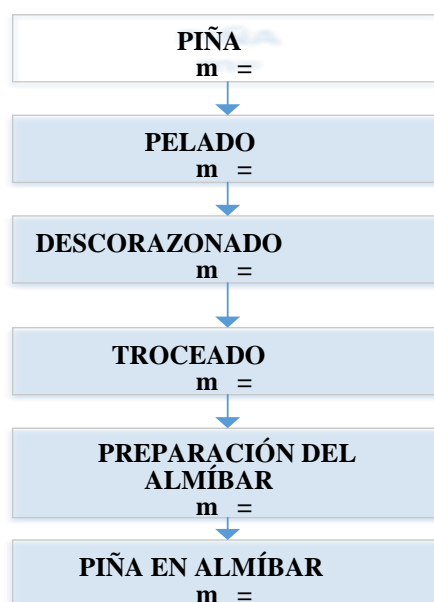 PIÑA
m =
PELADO
m =
DESCORAZONADO
m =
TROCEADO
m =
PREPARACIÓN DEL
ALMÍBAR
m =
PIÑA EN ALMÍBAR
m =